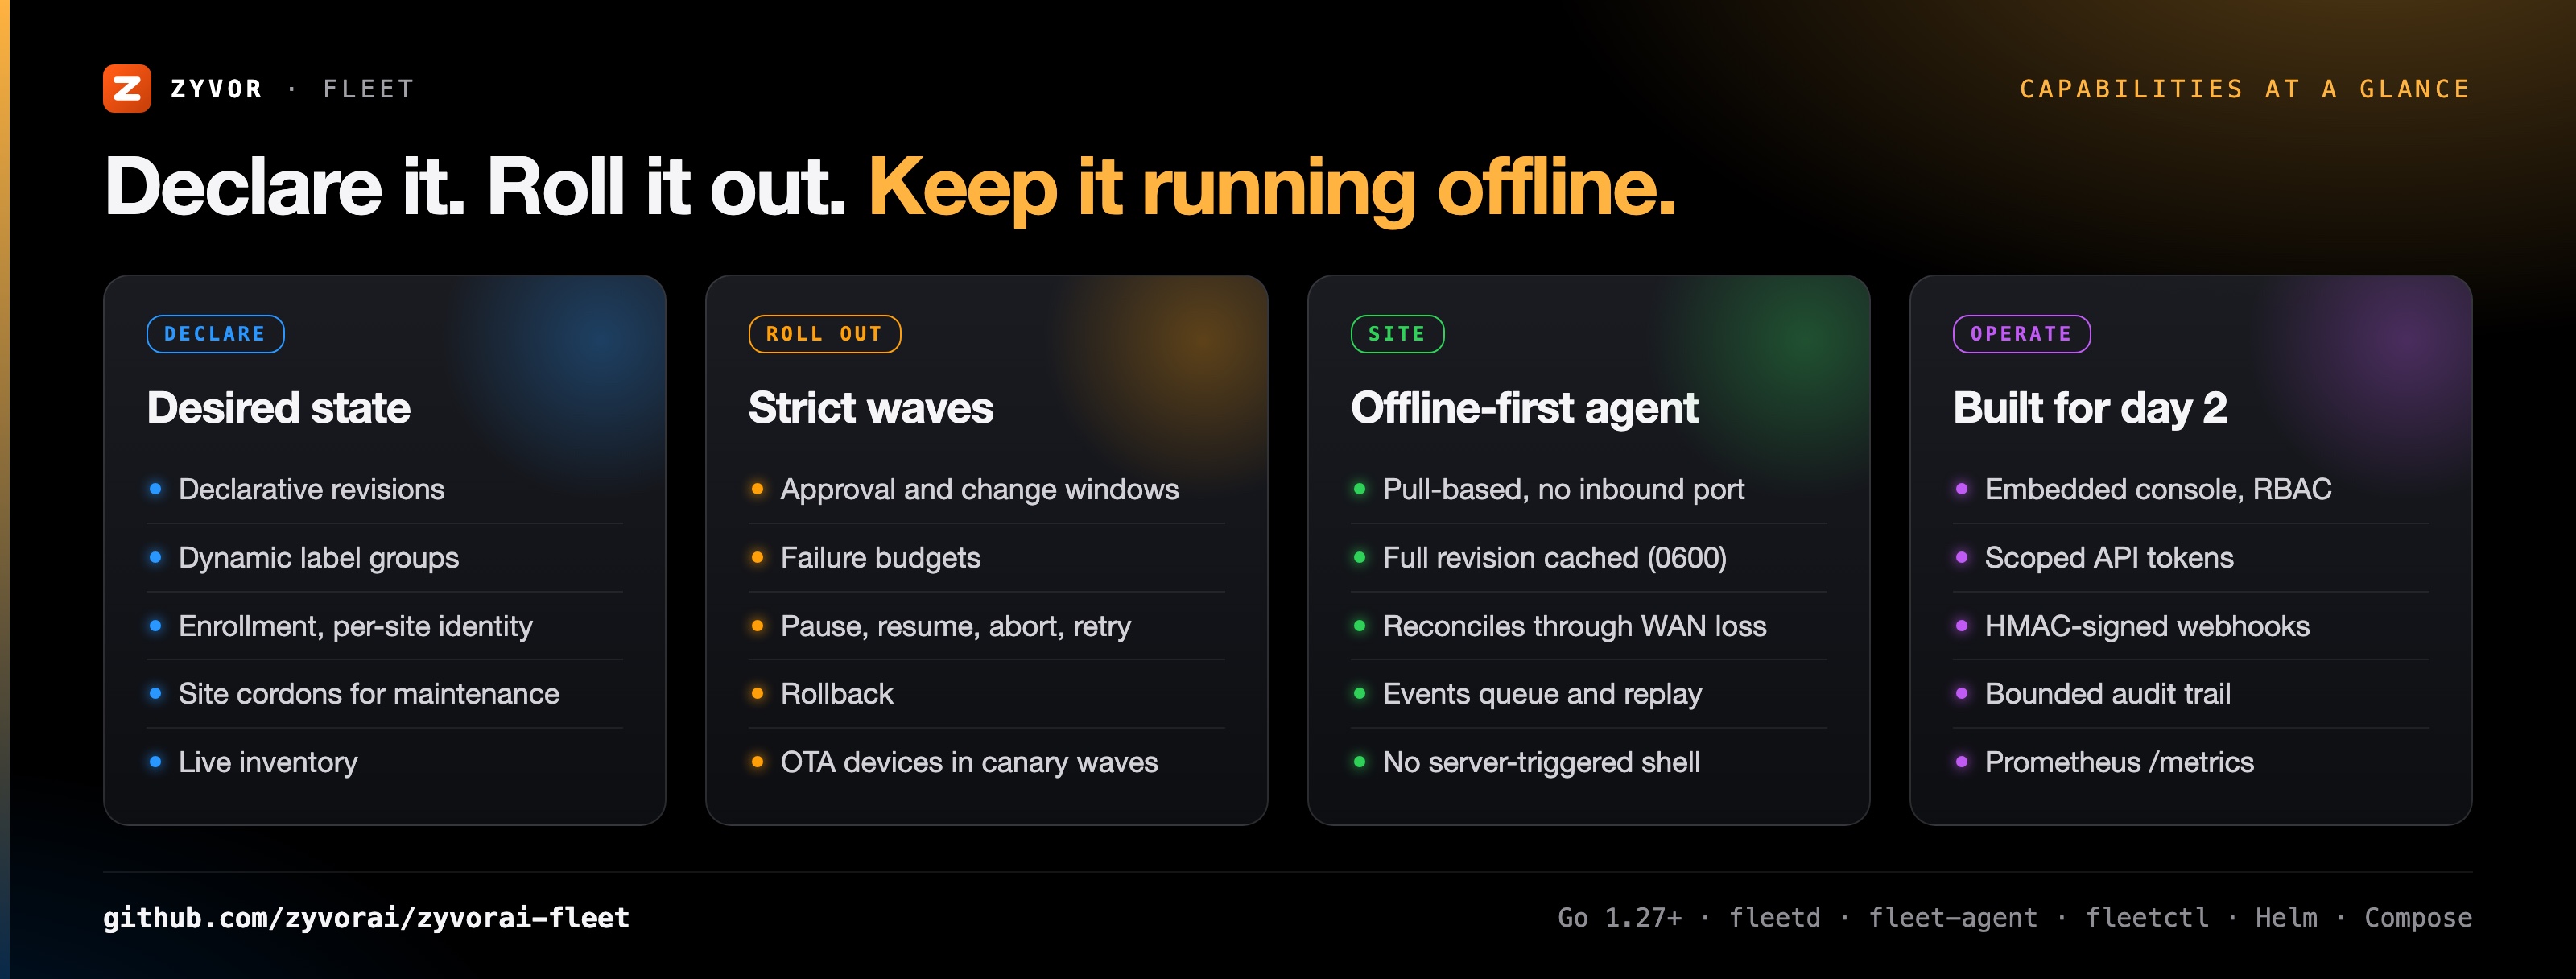 ZYVOR · FLEET
CAPABILITIES AT A GLANCE
Declare it. Roll it out. Keep it running offline.
DECLARE
Desired state
Declarative revisions
Dynamic label groups
Enrollment, per-site identity
Site cordons for maintenance
Live inventory
ROLL OUT
Strict waves
Approval and change windows
Failure budgets
Pause, resume, abort, retry
Rollback
OTA devices in canary waves
SITE
Offline-first agent
Pull-based, no inbound port
Full revision cached (0600)
Reconciles through WAN loss
Events queue and replay
No server-triggered shell
OPERATE
Built for day 2
Embedded console, RBAC
Scoped API tokens
HMAC-signed webhooks
Bounded audit trail
Prometheus /metrics
github.com/zyvorai/zyvorai-fleet
Go 1.27+ · fleetd · fleet-agent · fleetctl · Helm · Compose